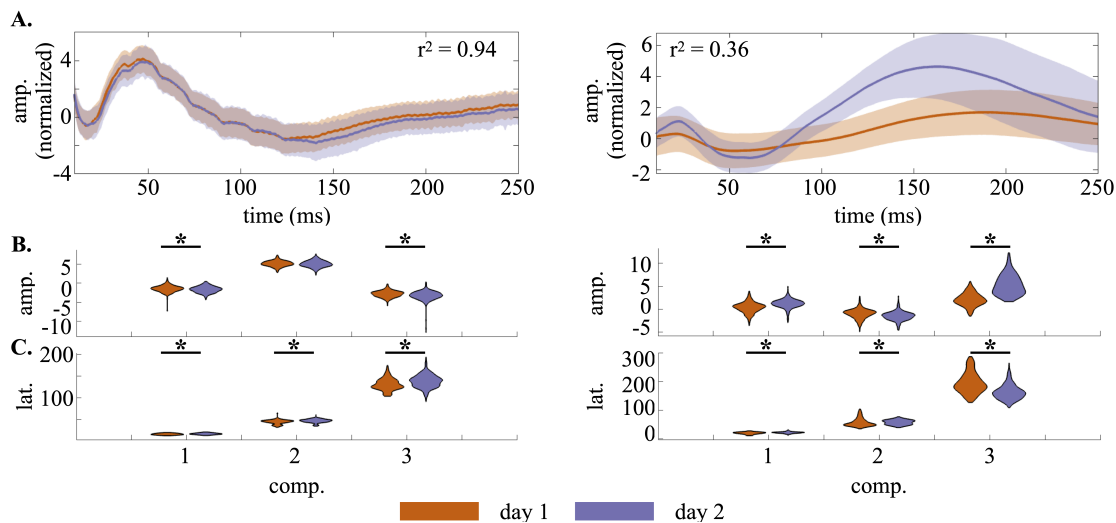 A.
amp.
(normalized)
4
0
-4
r² = 0.94
50
100
150
200
250
time (ms)
amp.
(normalized)
6
4
2
0
-2
r² = 0.36
50
100
150
200
250
time (ms)
B.
amp.
5
0
-5
-10
*
*
amp.
10
5
0
-5
*
*
*
C.
lat.
200
100
*
*
*
1
2
3
comp.
lat.
300
200
100
0
*
*
*
1
2
3
comp.
day 1
day 2